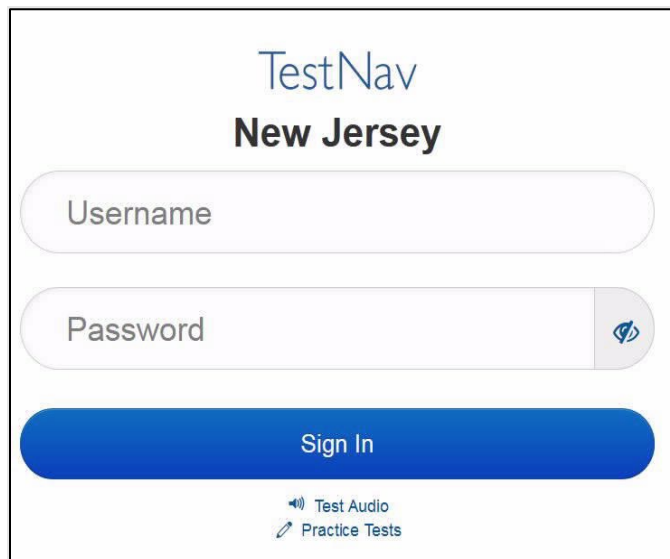 TestNav
New Jersey
Username
Password
Sign In
Test Audio
Practice Tests